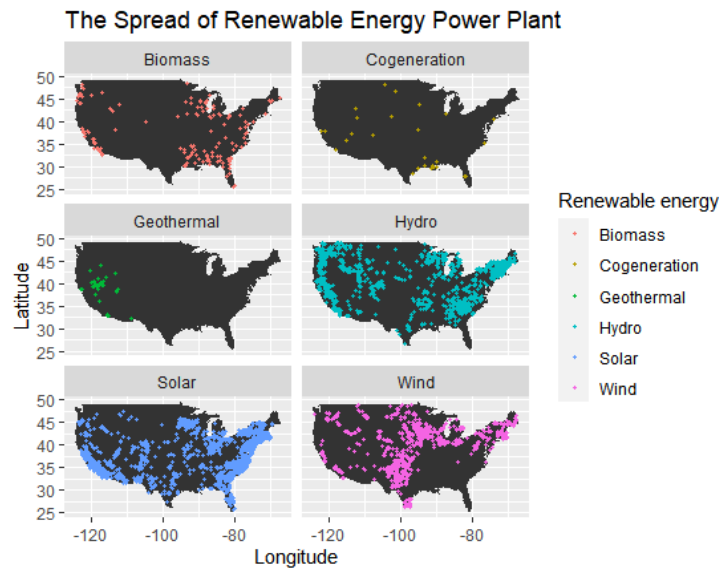 The Spread of Renewable Energy Power Plant
Biomass
Cogeneration
50
45
40
35
30
25
Geothermal
Hydro
50
45
40
35
30
25
Solar
Wind
50
45
40
35
30
25
-120
-100
-80
-120
-100
-80
Longitude
Latitude
Renewable energy
Biomass
Cogeneration
Geothermal
Hydro
Solar
Wind